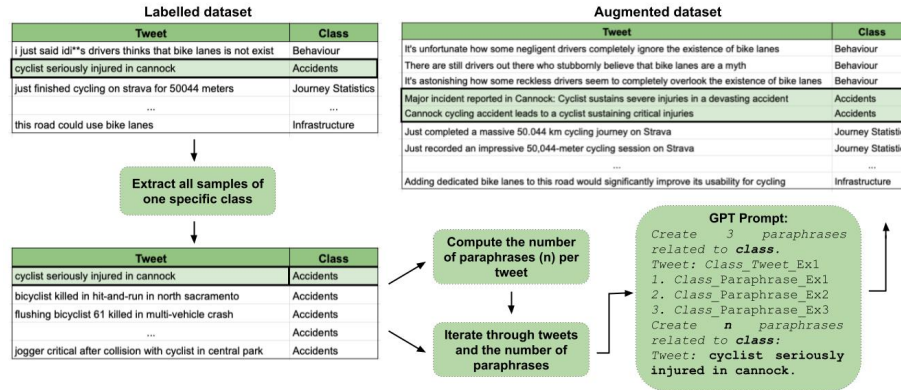 Labelled dataset
Tweet Class
i just said idi**s drivers thinks that bike lanes is not exist Behaviour
cyclist seriously injured in cannock Accidents
just finished cycling on strava for 50044 meters Journey Statistics
...
this road could use bike lanes Infrastructure
Augmented dataset
Tweet Class
It's unfortunate how some negligent drivers completely ignore the existence of bike lanes Behaviour
There are still drivers out there who stubbornly believe that bike lanes are a myth Behaviour
It's astonishing how some reckless drivers seem to completely overlook the existence of bike lanes Behaviour
Major incident reported in Cannock: Cyclist sustains severe injuries in a devasting accident Accidents
Cannock cycling accident leads to a cyclist sustaining critical injuries Accidents
Just completed a massive 50.044 km cycling journey on Strava Journey Statistic
Just recorded an impressive 50,044-meter cycling session on Strava Journey Statistic
... ...
Adding dedicated bike lanes to this road would significantly improve its usability for cycling Infrastructure
Extract all samples of
one specific class
Tweet Class
cyclist seriously injured in cannock Accidents
bicyclist killed in hit-and-run in north sacramento Accidents
flushing bicyclist 61 killed in multi-vehicle crash Accidents
... Accidents
jogger critical after collision with cyclist in central park Accidents
Compute the number
of paraphrases (n) per
tweet
Iterate through tweets
and the number of
paraphrases
GPT Prompt:
Create 3 paraphrases
related to class.
Tweet: Class_Tweet_Ex1
1. Class_Paraphrase_Ex1
2. Class_Paraphrase_Ex2
3. Class_Paraphrase_Ex3
Create n paraphrases
related to class:
Tweet: cyclist seriously
injured in cannock.